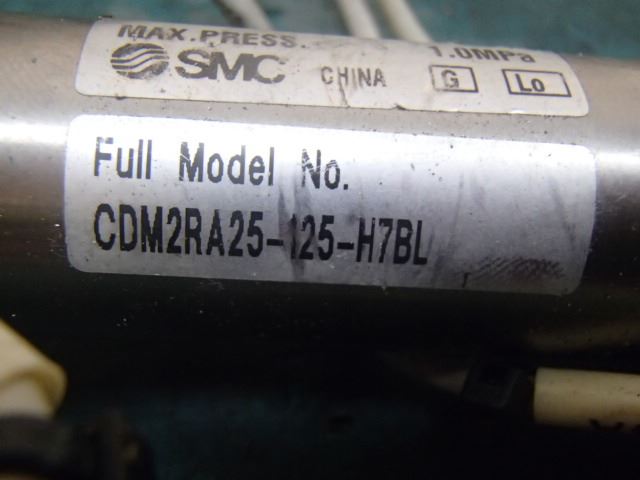 MAX.PRESS. 1.0MPa
SMC CHINA G Lo
Full Model No.
CDM2RA25-125-H7BL